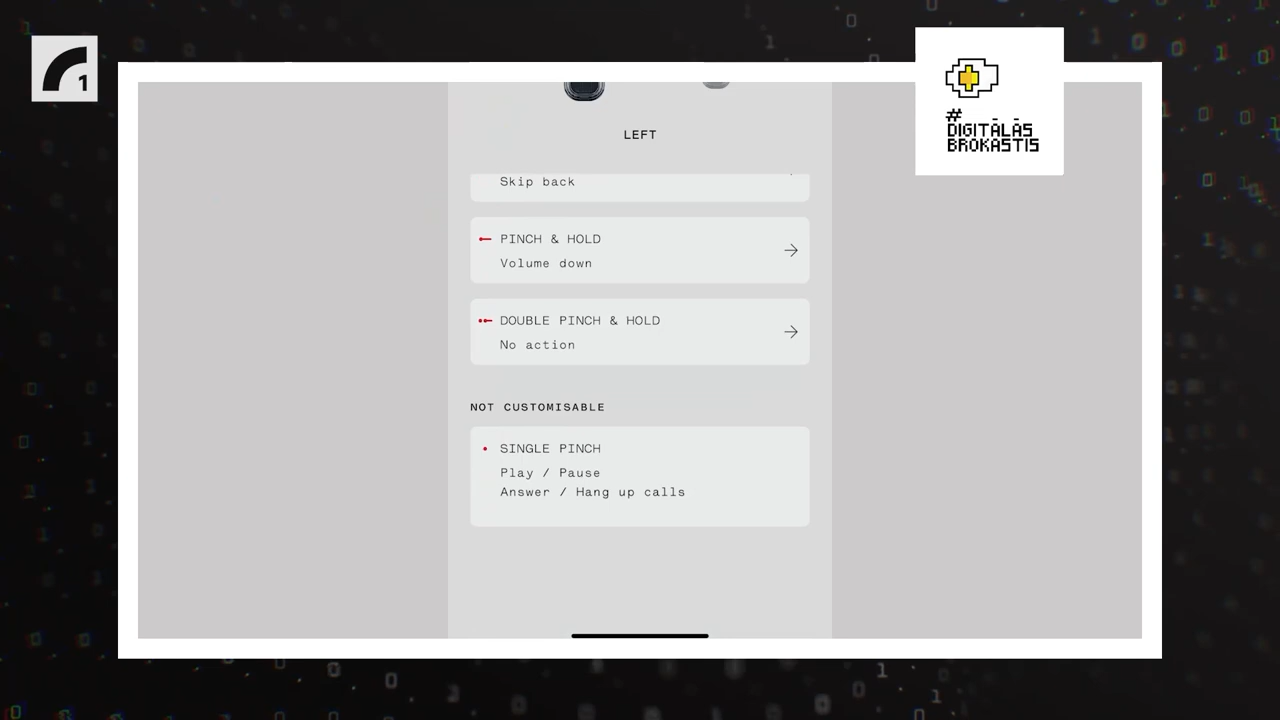 1
#
DIGITĀLĀS
BROKASTIS
LEFT
Skip back
PINCH & HOLD
Volume down
DOUBLE PINCH & HOLD
No action
NOT CUSTOMISABLE
SINGLE PINCH
Play / Pause
Answer / Hang up calls